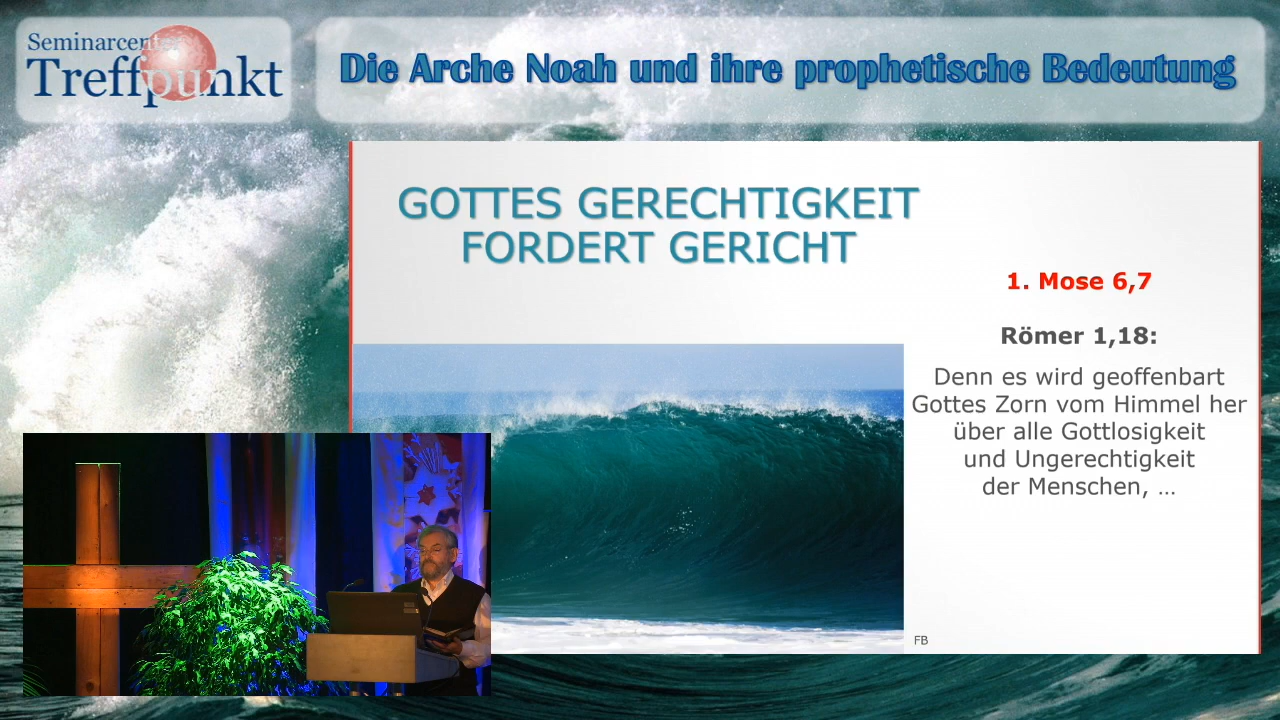 Seminarcenter
Treffpunkt
Die Arche Noah und ihre prophetische Bedeutung
GOTTES GERECHTIGKEIT
FORDERT GERICHT
1. Mose 6,7
Römer 1,18:
Denn es wird geoffenbart
Gottes Zorn vom Himmel her
über alle Gottlosigkeit
und Ungerechtigkeit
der Menschen, …
FB